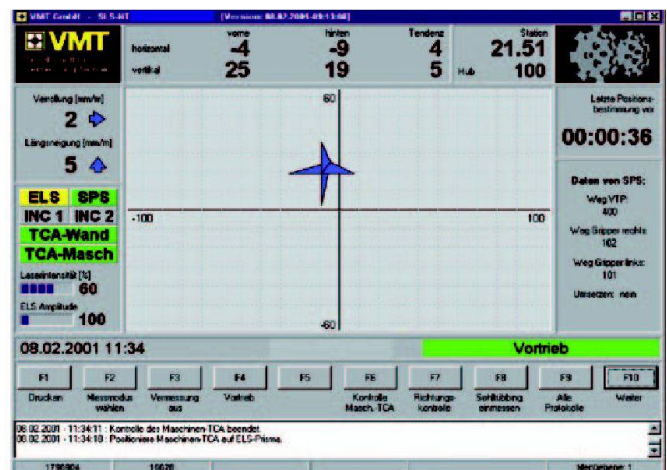 VMT GmbH - SLS-HT [Version: 08.02.2001-09:13:08]
VMT
vorne hinten Tendenz Station
horizontal -4 -9 4 21.51
vertikal 25 19 5 Hub 100
Verrollung [mm/m]
2
Längsneigung [mm/m]
5
ELS SPS
INC 1 INC 2
TCA-Wand
TCA-Masch
Laserintensität [%]
60
ELS Amplitude
100
60
-100 100
-60
Letzte Positions-
bestimmung vor
00:00:36
Daten von SPS:
Weg VTP:
400
Weg Gripper rechts:
102
Weg Gripper links:
101
Umsetzen: nein
08.02.2001 11:34 Vortrieb
F1 F2 F3 F4 F5 F6 F7 F8 F9 F10
Drucken Messmodus wählen Vermessung aus Vortrieb Kontrolle Masch.-TCA Richtungs-kontrolle Sohltübbing einmessen Alle Protokolle Weiter
08.02.2001 - 11:34:11 : Kontrolle des Maschinen-TCA beendet.
08.02.2001 - 11:34:10 : Positioniere Maschinen-TCA auf ELS-Prisma.
Menüebene: 1